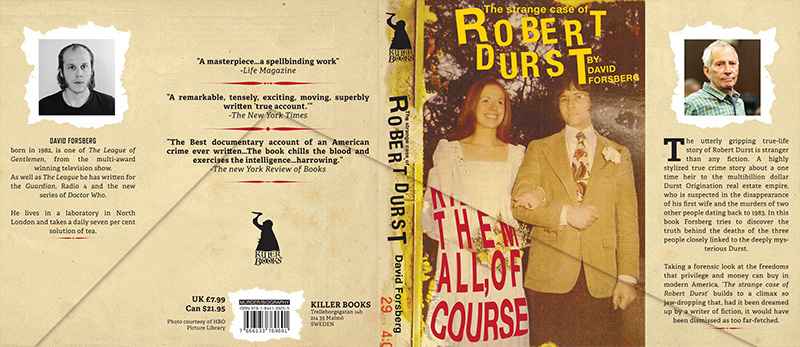 DAVID FORSBERG
born in 1982, is one of The League of
Gentlemen, from the multi-award
winning television show.
As well as The League he has written for
the Guardian, Radio 4 and the new
series of Doctor Who.
He lives in a laboratory in North
London and takes a daily seven per cent
solution of tea.
"A masterpiece...a spellbinding work"
-Life Magazine
"A remarkable, tensely, exciting, moving, superbly
written 'true account.'"
-The New York Times
"The Best documentary account of an American
crime ever written...The book chills the blood and
exercises the intelligence...harrowing."
-The new York Review of Books
KILLER
BOOKS
UK £7.99
Can $21.95
Photo courtesy of HBO
Picture Library
MURDER/BIOGRAPHY
7 666133 769691
KILLER BOOKS
Trelleborgsgatan 14b
214 35 Malmö
SWEDEN
KILLER
BOOKS
The strange case of
ROBERT DURST
David Forsberg
29
The strange case of
ROBERT
DURST
BY:
DAVID
FORSBERG
THEM
ALL, OF
COURSE
The utterly gripping true-life
story of Robert Durst is stranger
than any fiction. A highly
stylized true crime story about a one
time heir to the multibillion dollar
Durst Origination real estate empire,
who is suspected in the disappearance
of his first wife and the murders of two
other people dating back to 1983. In this
book Forsberg tries to discover the
truth behind the deaths of the three
people closely linked to the deeply mys-
terious Durst.
Taking a forensic look at the freedoms
that privilege and money can buy in
modern America, 'The strange case of
Robert Durst' builds to a climax so
jaw-dropping that, had it been dreamed
up by a writer of fiction, it would have
been dismissed as too far-fetched.